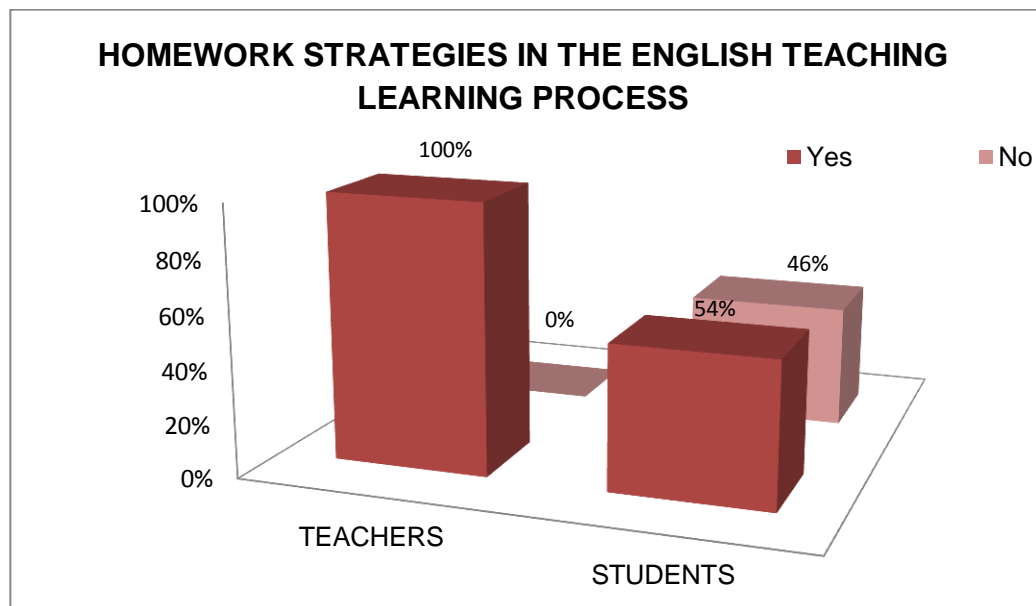 HOMEWORK STRATEGIES IN THE ENGLISH TEACHING
LEARNING PROCESS
100%
Yes
No
100%
80%
60%
40%
20%
0%
0%
54%
46%
TEACHERS
STUDENTS